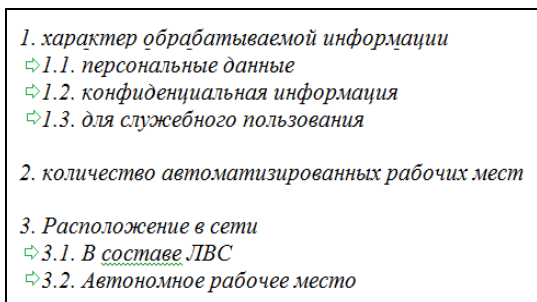 1. характер обрабатываемой информации
⇨1.1. персональные данные
⇨1.2. конфиденциальная информация
⇨1.3. для служебного пользования
2. количество автоматизированных рабочих мест
3. Расположение в сети
⇨3.1. В составе ЛВС
⇨3.2. Автономное рабочее место